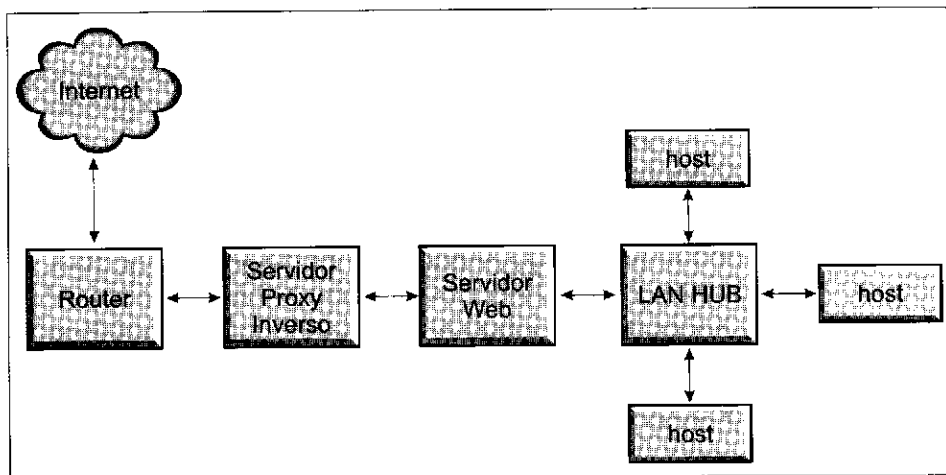 Internet
host
Router
Servidor
Proxy
Inverso
Servidor
Web
LAN HUB
host
host